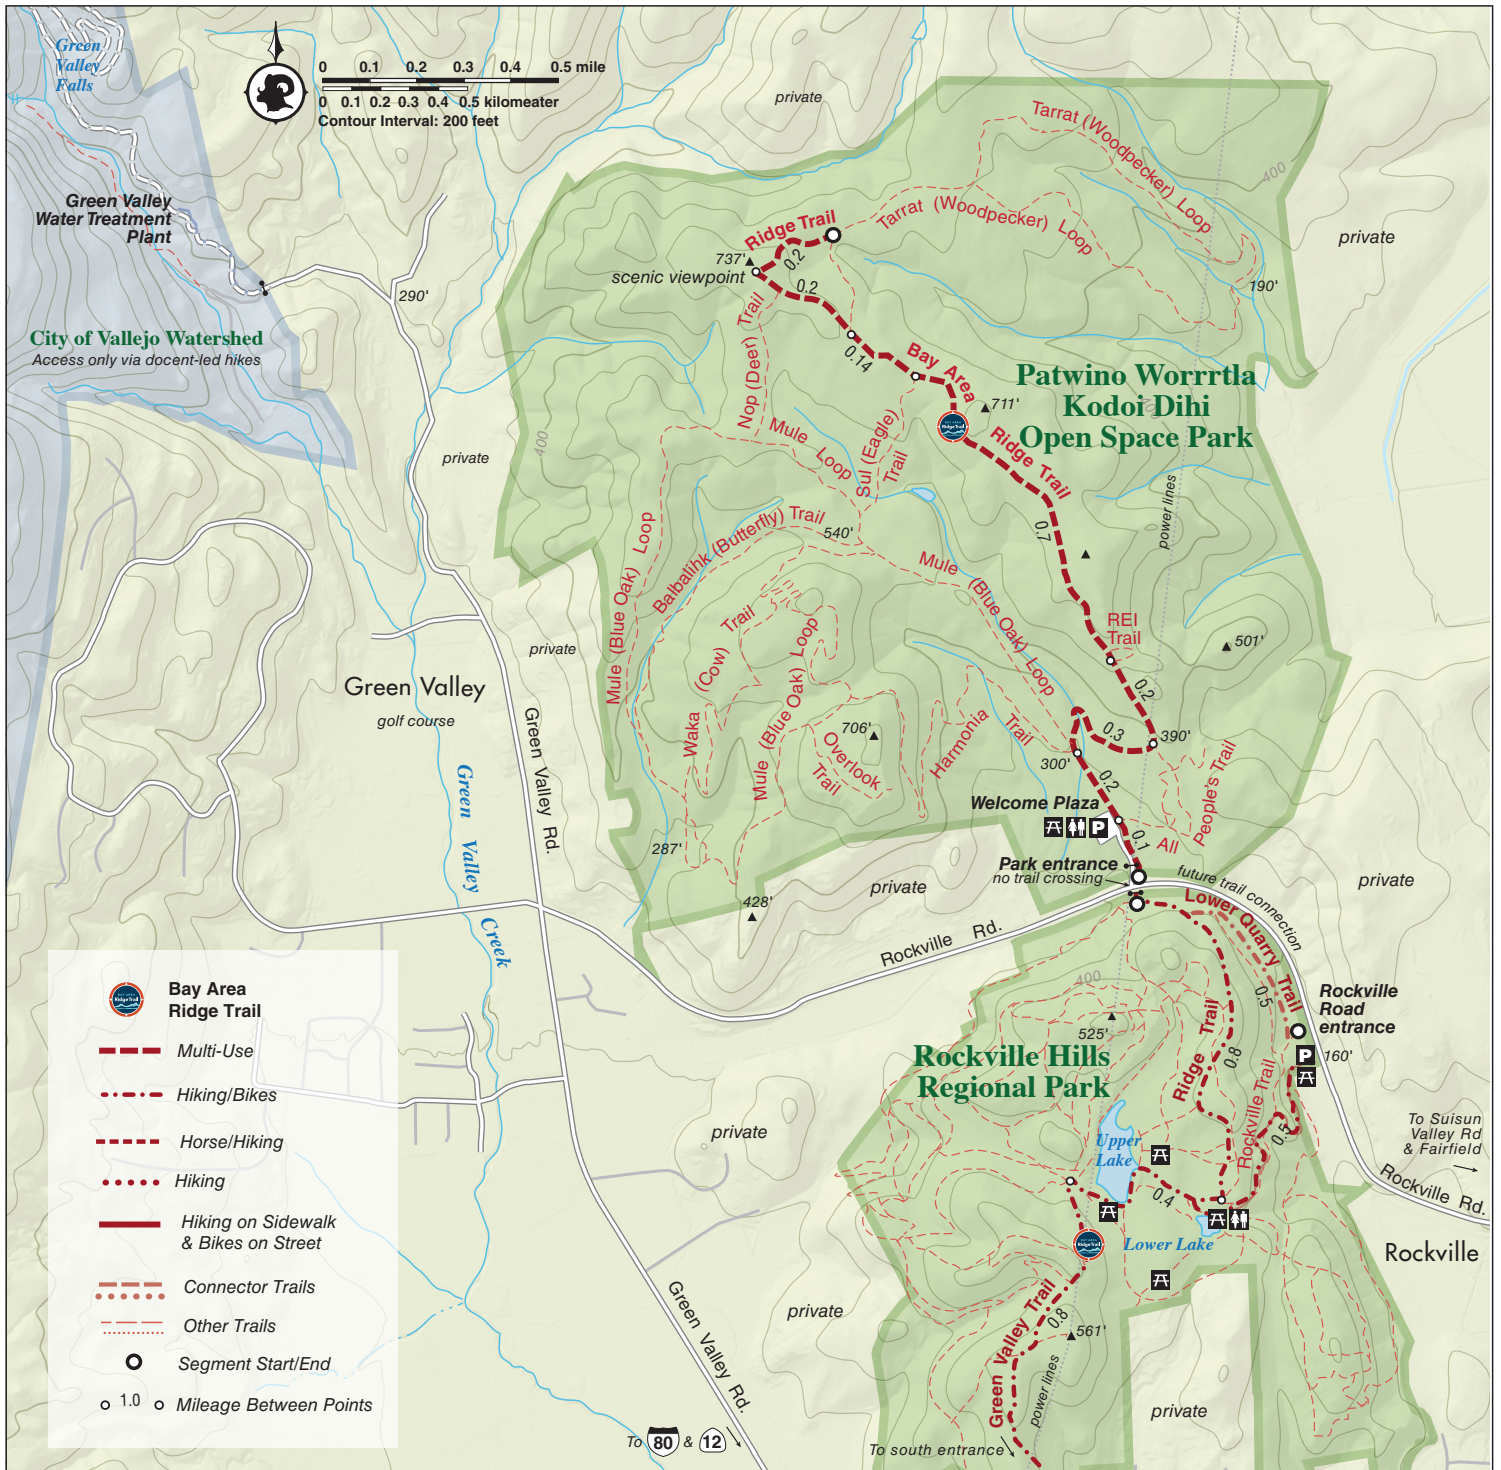 Green
Valley
Falls
0 0.1 0.2 0.3 0.4 0.5 mile
0 0.1 0.2 0.3 0.4 0.5 kilomeater
Contour Interval: 200 feet
private
Tarrat (Woodpecker) Loop
400
Green Valley
Water Treatment
Plant
Ridge Trail
Tarrat (Woodpecker) Loop
private
737'
scenic viewpoint
0.2
0.2
190'
290'
City of Vallejo Watershed
Access only via docent-led hikes
Nop (Deer) Trail
0.14
Bay Area
Patwino Worrrtla
Kodoi Dihi
Open Space Park
711'
400
private
Mule Loop
Sul (Eagle)
Trail
Ridge Trail
power lines
0.7
Mule (Blue Oak) Loop
Balbalihk (Butterfly) Trail
540'
Mule (Blue Oak) Loop
REI
Trail
501'
private
Waka (Cow) Trail
Mule (Blue Oak) Loop
0.2
Green Valley
golf course
Green Valley Rd.
706'
Overlook
Trail
Harmonia Trail
0.3
390'
300'
0.2
People's Trail
All
Welcome Plaza
P
0.1
Green Valley Creek
287'
Park entrance
no trail crossing
private
future trail connection
private
428'
Rockville Rd.
Lower Quarry Trail
0.5
Bay Area
Ridge Trail
Multi-Use
Hiking/Bikes
Horse/Hiking
Hiking
Hiking on Sidewalk
& Bikes on Street
Connector Trails
Other Trails
Segment Start/End
1.0
Mileage Between Points
400
525'
Rockville Hills
Regional Park
Ridge Trail
0.8
Rockville
Road
entrance
P
160'
Rockville Trail
0.5
private
Upper
Lake
0.4
Lower Lake
To Suisun
Valley Rd
& Fairfield
Rockville Rd.
Rockville
private
Green Valley Trail
0.8
561'
power lines
Green Valley Rd.
private
To 80 & 12
To south entrance